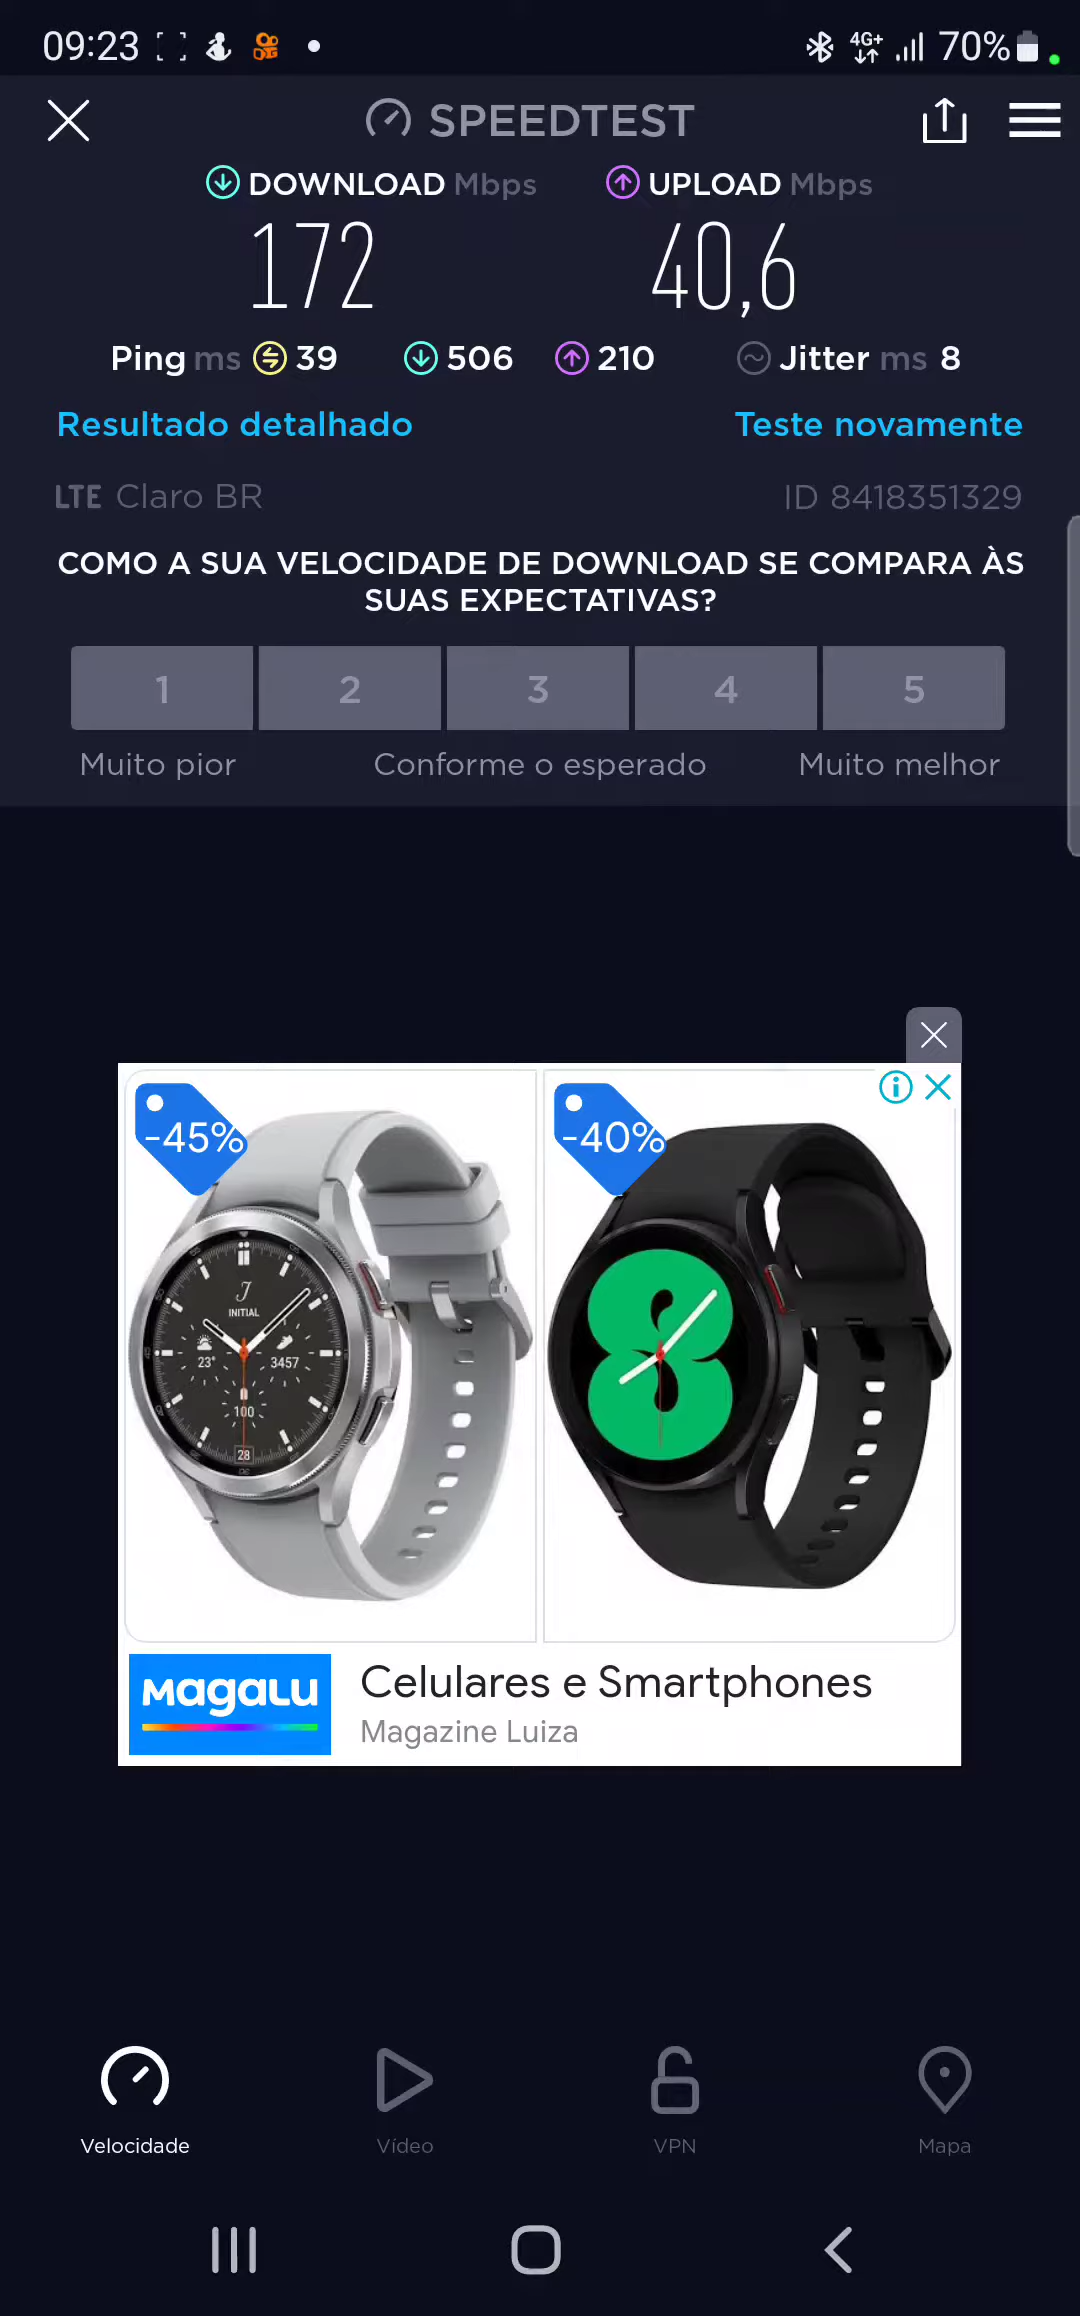 09:23
4G+ 70%
SPEEDTEST
DOWNLOAD Mbps UPLOAD Mbps
172 40,6
Ping ms 39 506 210 Jitter ms 8
Resultado detalhado Teste novamente
LTE Claro BR ID 8418351329
COMO A SUA VELOCIDADE DE DOWNLOAD SE COMPARA ÀS
SUAS EXPECTATIVAS?
1 2 3 4 5
Muito pior Conforme o esperado Muito melhor
-45% -40%
INITIAL
23° 3457
100
28
magalu
Celulares e Smartphones
Magazine Luiza
Velocidade Vídeo VPN Mapa